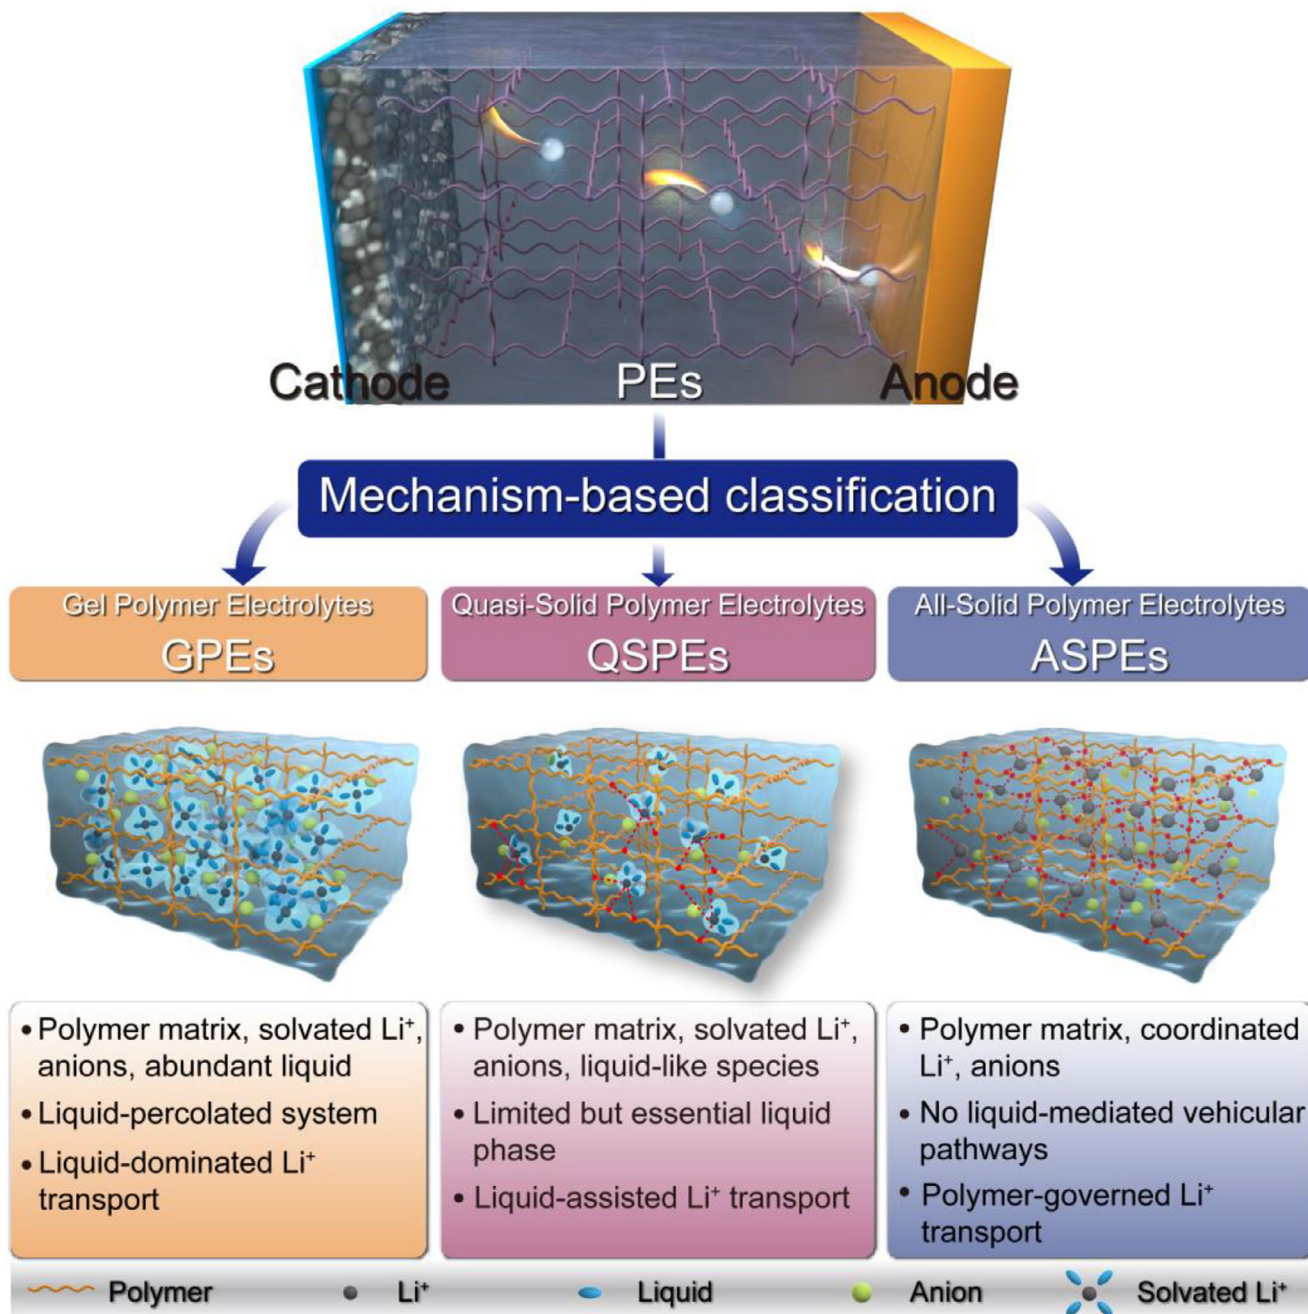 Cathode
PEs
Anode
Mechanism-based classification
Gel Polymer Electrolytes
GPEs
Quasi-Solid Polymer Electrolytes
QSPEs
All-Solid Polymer Electrolytes
ASPEs
• Polymer matrix, solvated Li⁺,
anions, abundant liquid
• Liquid-percolated system
• Liquid-dominated Li⁺
transport
• Polymer matrix, solvated Li⁺,
anions, liquid-like species
• Limited but essential liquid
phase
• Liquid-assisted Li⁺ transport
• Polymer matrix, coordinated
Li⁺, anions
• No liquid-mediated vehicular
pathways
• Polymer-governed Li⁺
transport
Polymer
Li⁺
Liquid
Anion
Solvated Li⁺